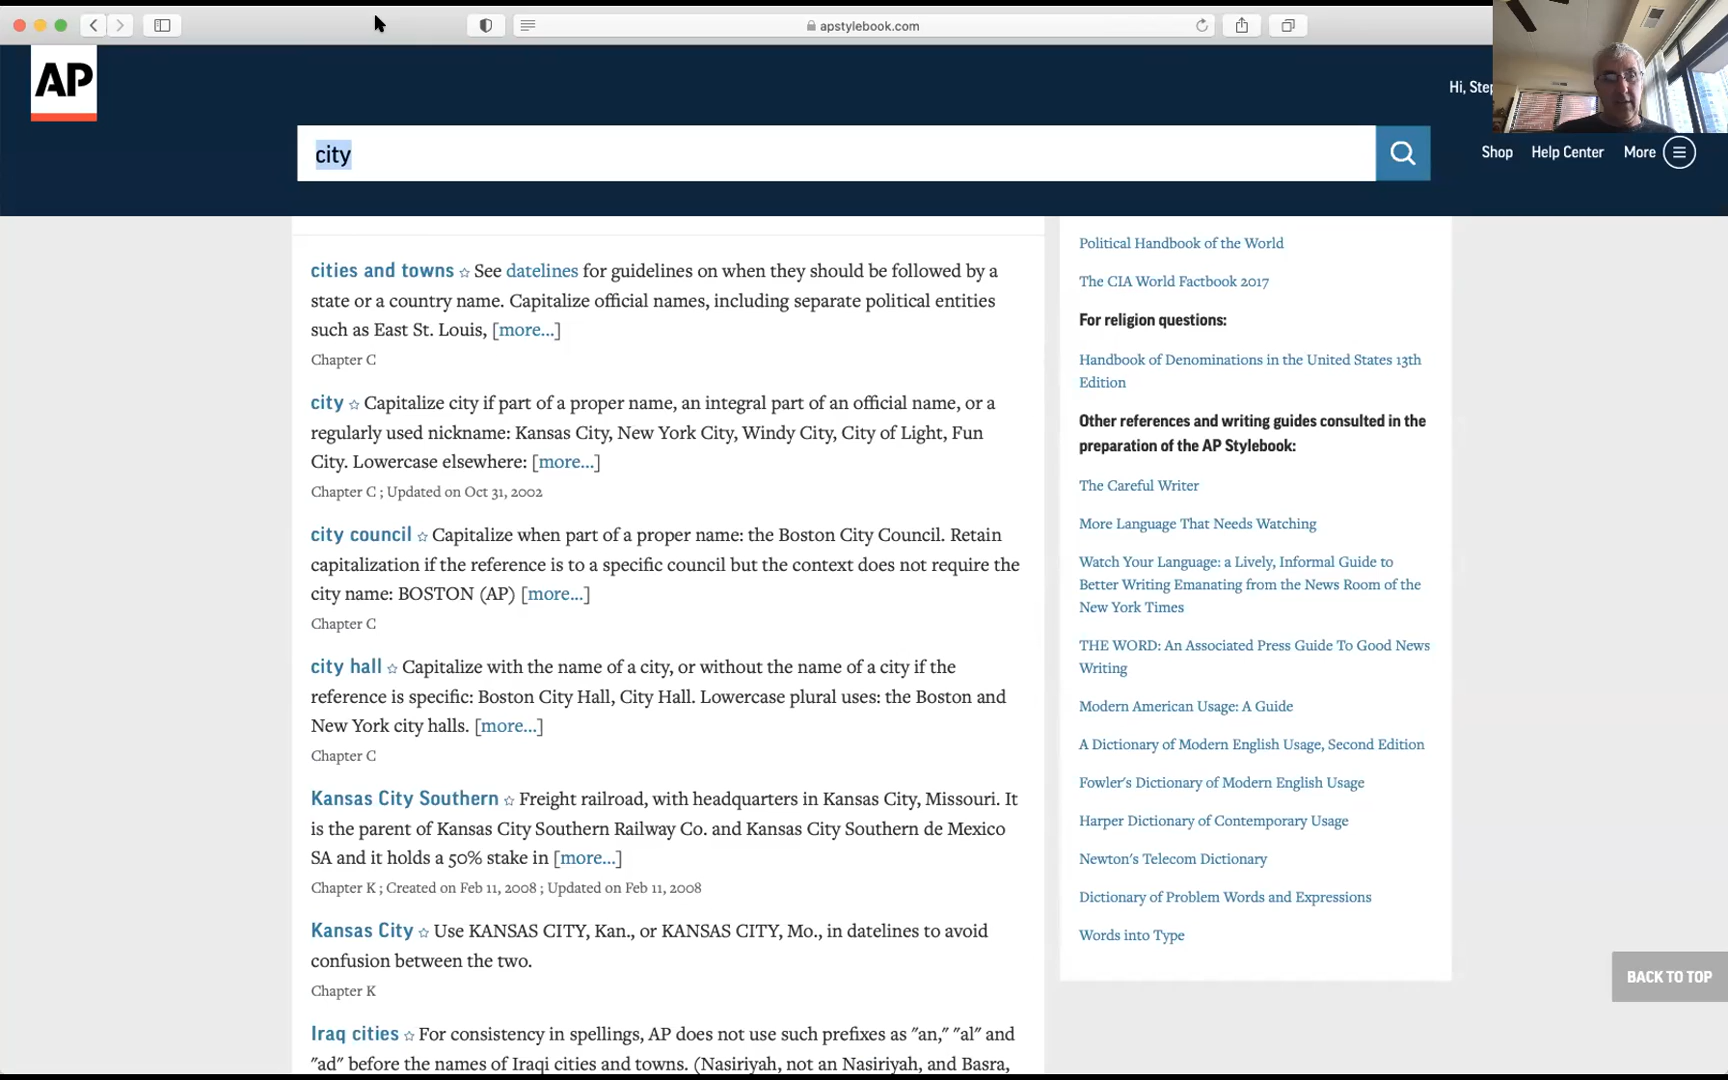 apstylebook.com
AP
Hi, Step
city
Shop Help Center More
cities and towns ☆ See datelines for guidelines on when they should be followed by a
state or a country name. Capitalize official names, including separate political entities
such as East St. Louis, [more...]
Chapter C
city ☆ Capitalize city if part of a proper name, an integral part of an official name, or a
regularly used nickname: Kansas City, New York City, Windy City, City of Light, Fun
City. Lowercase elsewhere: [more...]
Chapter C ; Updated on Oct 31, 2002
city council ☆ Capitalize when part of a proper name: the Boston City Council. Retain
capitalization if the reference is to a specific council but the context does not require the
city name: BOSTON (AP) [more...]
Chapter C
city hall ☆ Capitalize with the name of a city, or without the name of a city if the
reference is specific: Boston City Hall, City Hall. Lowercase plural uses: the Boston and
New York city halls. [more...]
Chapter C
Kansas City Southern ☆ Freight railroad, with headquarters in Kansas City, Missouri. It
is the parent of Kansas City Southern Railway Co. and Kansas City Southern de Mexico
SA and it holds a 50% stake in [more...]
Chapter K ; Created on Feb 11, 2008 ; Updated on Feb 11, 2008
Kansas City ☆ Use KANSAS CITY, Kan., or KANSAS CITY, Mo., in datelines to avoid
confusion between the two.
Chapter K
Iraq cities ☆ For consistency in spellings, AP does not use such prefixes as "an," "al" and
"ad" before the names of Iraqi cities and towns. (Nasiriyah, not an Nasiriyah, and Basra,
Political Handbook of the World
The CIA World Factbook 2017
For religion questions:
Handbook of Denominations in the United States 13th
Edition
Other references and writing guides consulted in the
preparation of the AP Stylebook:
The Careful Writer
More Language That Needs Watching
Watch Your Language: a Lively, Informal Guide to
Better Writing Emanating from the News Room of the
New York Times
THE WORD: An Associated Press Guide To Good News
Writing
Modern American Usage: A Guide
A Dictionary of Modern English Usage, Second Edition
Fowler's Dictionary of Modern English Usage
Harper Dictionary of Contemporary Usage
Newton's Telecom Dictionary
Dictionary of Problem Words and Expressions
Words into Type
BACK TO TOP